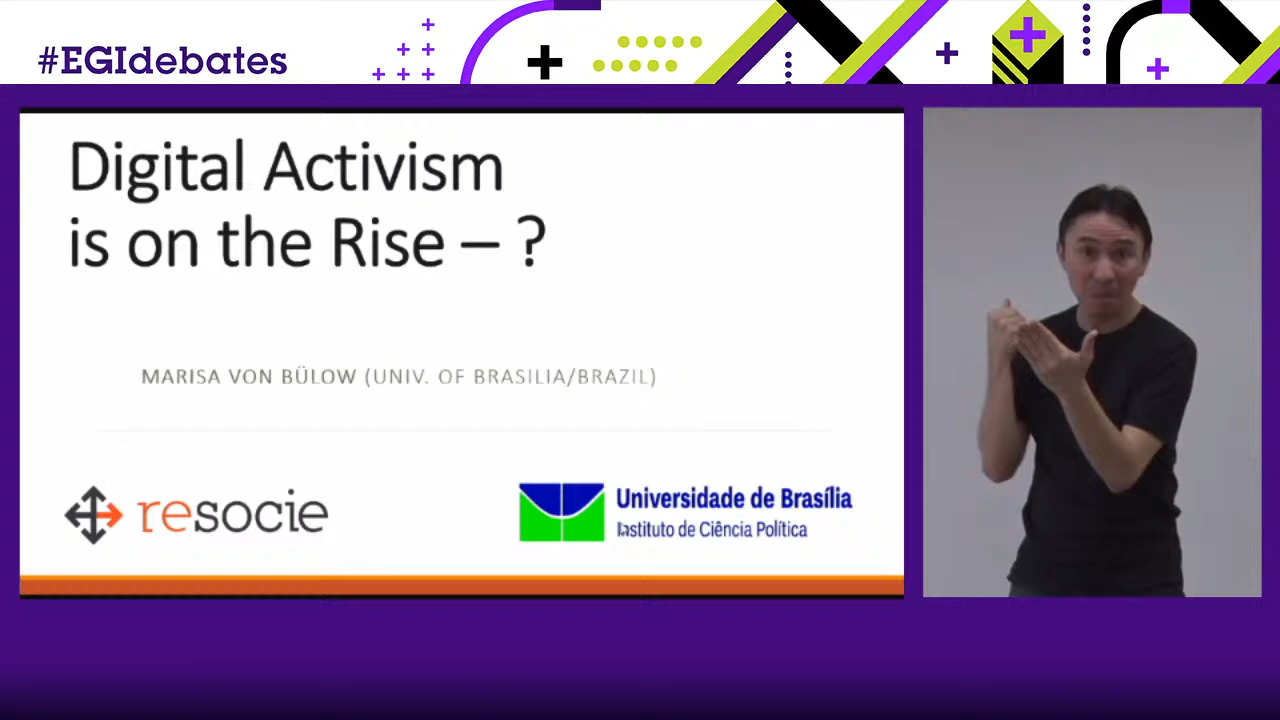 #EGIdebates
Digital Activism
is on the Rise – ?
MARISA VON BÜLOW (UNIV. OF BRASILIA/BRAZIL)
resocie
Universidade de Brasília
Instituto de Ciência Política